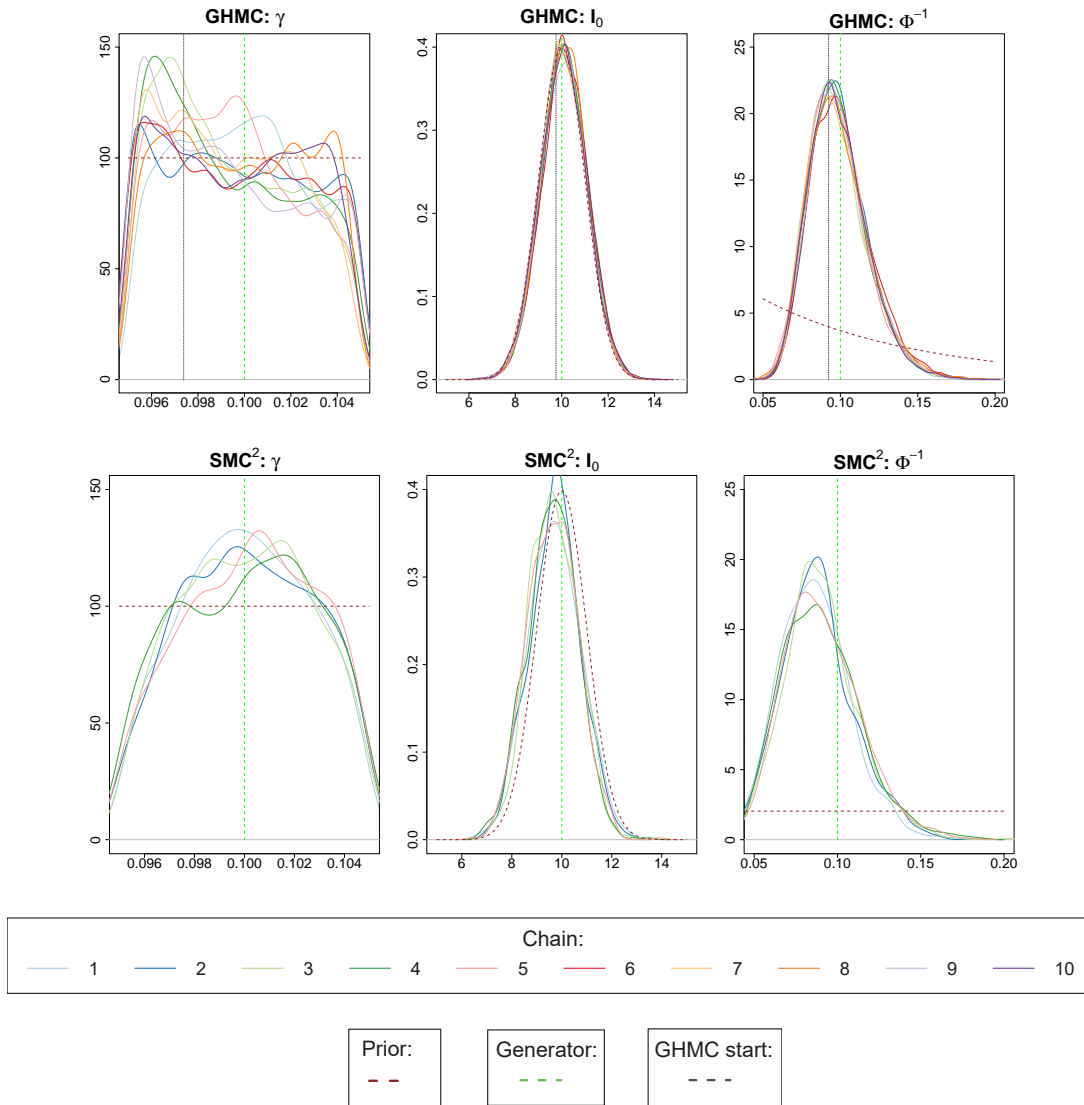 GHMC: γ
GHMC: I₀
GHMC: Φ⁻¹
0 50 100 150
0.096 0.098 0.100 0.102 0.104
0.0 0.1 0.2 0.3 0.4
6 8 10 12 14
0 5 10 15 20 25
0.05 0.10 0.15 0.20
SMC²: γ
SMC²: I₀
SMC²: Φ⁻¹
0 50 100 150
0.096 0.098 0.100 0.102 0.104
0.0 0.1 0.2 0.3 0.4
6 8 10 12 14
0 5 10 15 20 25
0.05 0.10 0.15 0.20
Chain:
1 2 3 4 5 6 7 8 9 10
Prior:
Generator:
GHMC start: